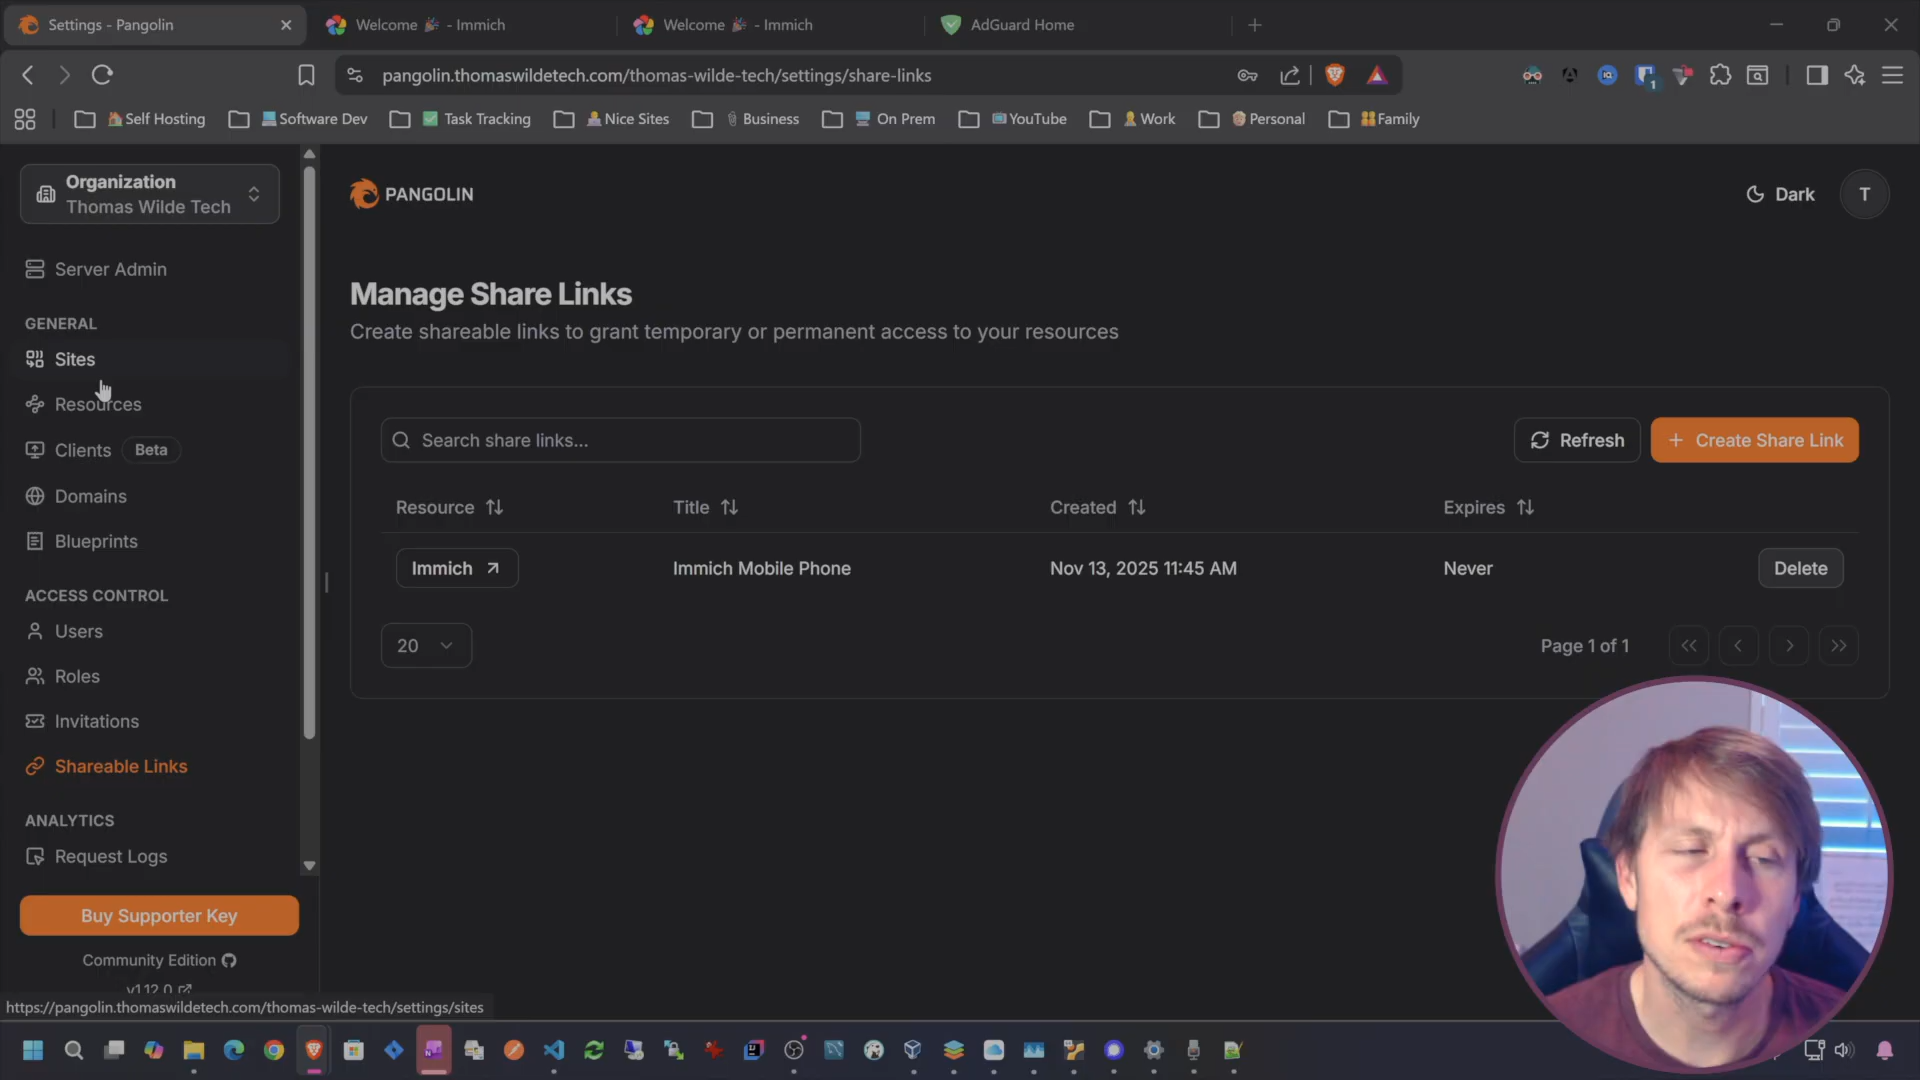 Settings - Pangolin
Welcome 🎉 - Immich
Welcome 🎉 - Immich
AdGuard Home
pangolin.thomaswildetech.com/thomas-wilde-tech/settings/share-links
Self Hosting
Software Dev
Task Tracking
Nice Sites
Business
On Prem
YouTube
Work
Personal
Family
Organization
Thomas Wilde Tech
PANGOLIN
Dark
T
Server Admin
GENERAL
Sites
Resources
Clients Beta
Domains
Blueprints
ACCESS CONTROL
Users
Roles
Invitations
Shareable Links
ANALYTICS
Request Logs
Buy Supporter Key
Community Edition
v1.12.0
https://pangolin.thomaswildetech.com/thomas-wilde-tech/settings/sites
Manage Share Links
Create shareable links to grant temporary or permanent access to your resources
Search share links...
Refresh
Create Share Link
Resource Title Created Expires
Immich Immich Mobile Phone Nov 13, 2025 11:45 AM Never Delete
20
Page 1 of 1